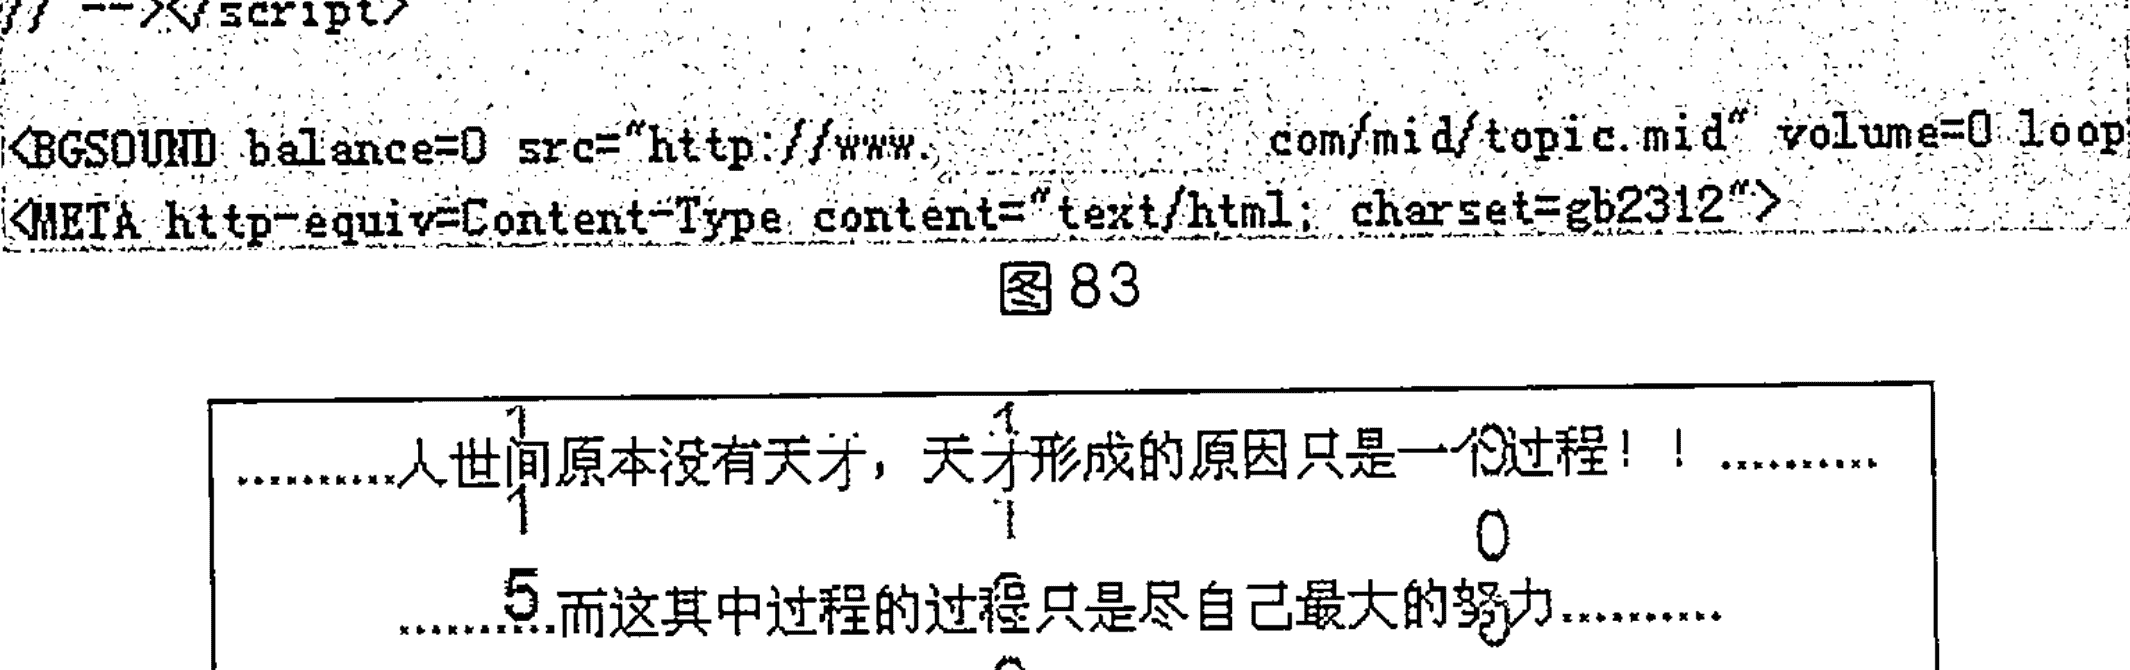 // --></script>
<BGSOUND balance=0 src="http://www. com/mid/topic.mid" volume=0 loop
<META http-equiv=Content-Type content="text/html; charset=gb2312">
图83
1 1
..........人世间原本没有天才，天才形成的原因只是一个过程！！..........
1 1 0
5..........而这其中过程的过程只是尽自己最大的努力..........